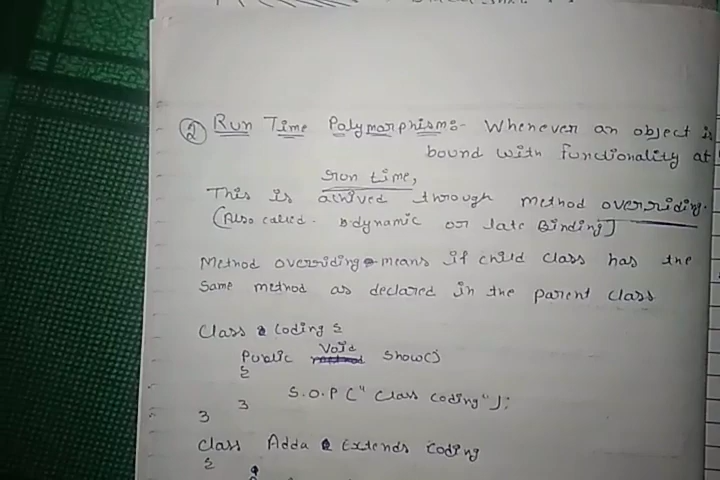 ② Run Time Polymorphism:- Whenever an object is
bound with functionality at
run time,
This is achived through method overriding.
(Also called - dynamic or late Binding)
Method overriding means if child class has the
Same method as declared in the parent class
Class Coding {
Public Void show()
{
S.O.P (" Class Coding");
}
}
Class Adda Extends Coding
{